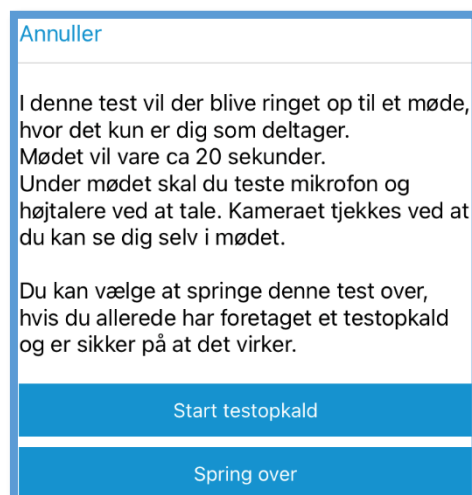 Annuller
I denne test vil der blive ringet op til et møde,
hvor det kun er dig som deltager.
Mødet vil vare ca 20 sekunder.
Under mødet skal du teste mikrofon og
højtalere ved at tale. Kameraet tjekkes ved at
du kan se dig selv i mødet.
Du kan vælge at springe denne test over,
hvis du allerede har foretaget et testopkald
og er sikker på at det virker.
Start testopkald
Spring over